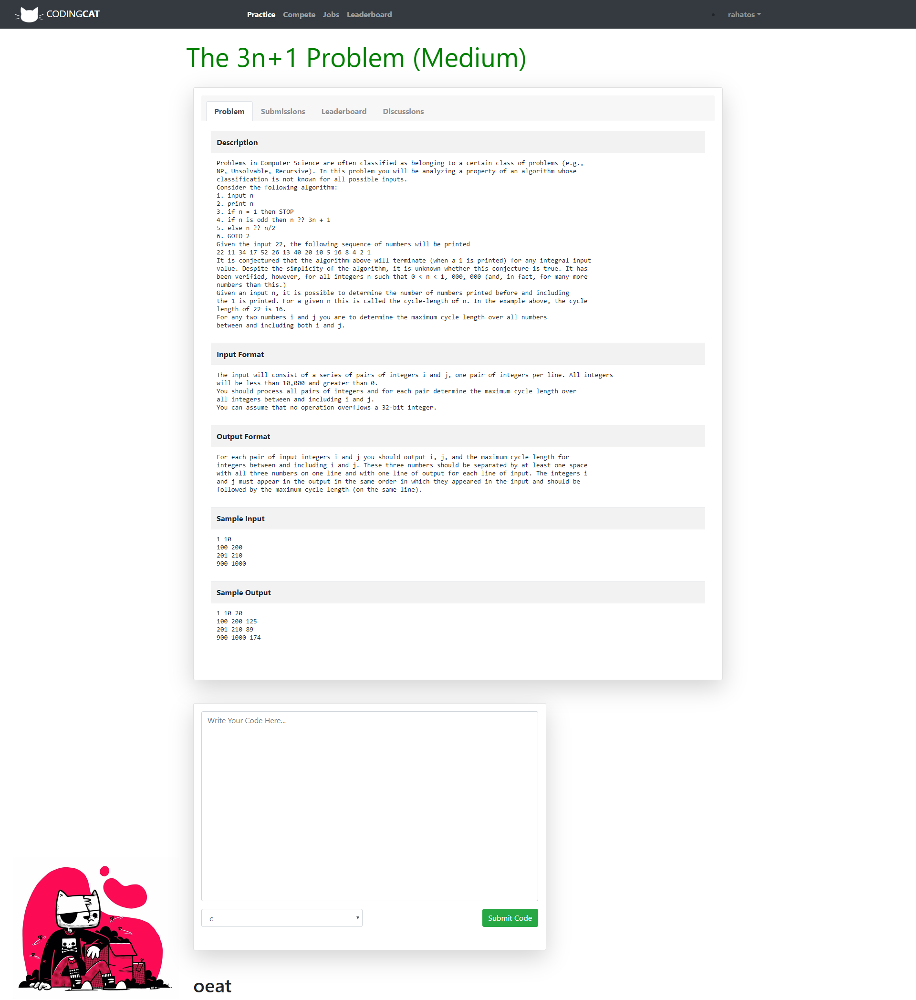 CODINGCAT
Practice Compete Jobs Leaderboard
rahatos
The 3n+1 Problem (Medium)
Problem Submissions Leaderboard Discussions
Description
Problems in Computer Science are often classified as belonging to a certain class of problems (e.g.,
NP, Unsolvable, Recursive). In this problem you will be analyzing a property of an algorithm whose
classification is not known for all possible inputs.
Consider the following algorithm:
1. input n
2. print n
3. if n = 1 then STOP
4. if n is odd then n ?? 3n + 1
5. else n ?? n/2
6. GOTO 2
Given the input 22, the following sequence of numbers will be printed
22 11 34 17 52 26 13 40 20 10 5 16 8 4 2 1
It is conjectured that the algorithm above will terminate (when a 1 is printed) for any integral input
value. Despite the simplicity of the algorithm, it is unknown whether this conjecture is true. It has
been verified, however, for all integers n such that 0 < n < 1, 000, 000 (and, in fact, for many more
numbers than this.)
Given an input n, it is possible to determine the number of numbers printed before and including
the 1 is printed. For a given n this is called the cycle-length of n. In the example above, the cycle
length of 22 is 16.
For any two numbers i and j you are to determine the maximum cycle length over all numbers
between and including both i and j.
Input Format
The input will consist of a series of pairs of integers i and j, one pair of integers per line. All integers
will be less than 10,000 and greater than 0.
You should process all pairs of integers and for each pair determine the maximum cycle length over
all integers between and including i and j.
You can assume that no operation overflows a 32-bit integer.
Output Format
For each pair of input integers i and j you should output i, j, and the maximum cycle length for
integers between and including i and j. These three numbers should be separated by at least one space
with all three numbers on one line and with one line of output for each line of input. The integers i
and j must appear in the output in the same order in which they appeared in the input and should be
followed by the maximum cycle length (on the same line).
Sample Input
1 10
100 200
201 210
900 1000
Sample Output
1 10 20
100 200 125
201 210 89
900 1000 174
Write Your Code Here...
c
Submit Code
oeat